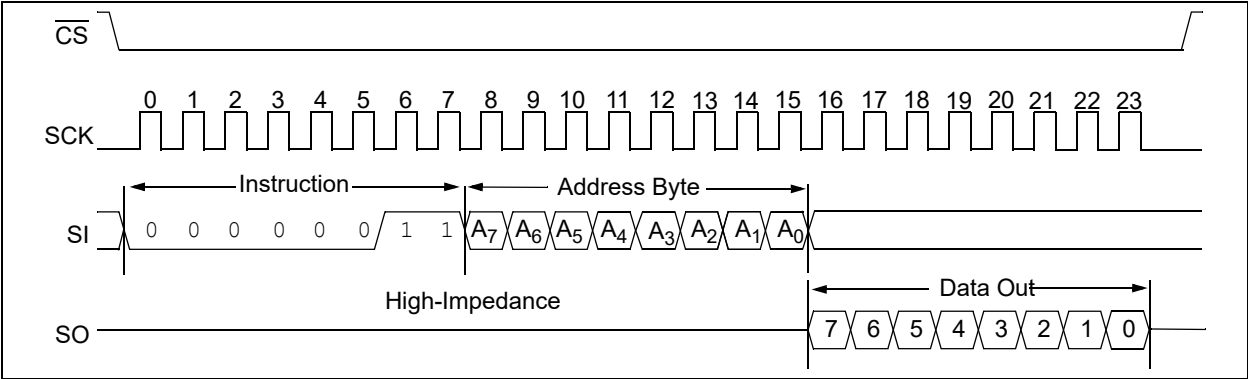 CS
0 1 2 3 4 5 6 7 8 9 10 11 12 13 14 15 16 17 18 19 20 21 22 23
SCK
Instruction Address Byte
SI 0 0 0 0 0 0 1 1 A7 A6 A5 A4 A3 A2 A1 A0
Data Out
High-Impedance
SO 7 6 5 4 3 2 1 0